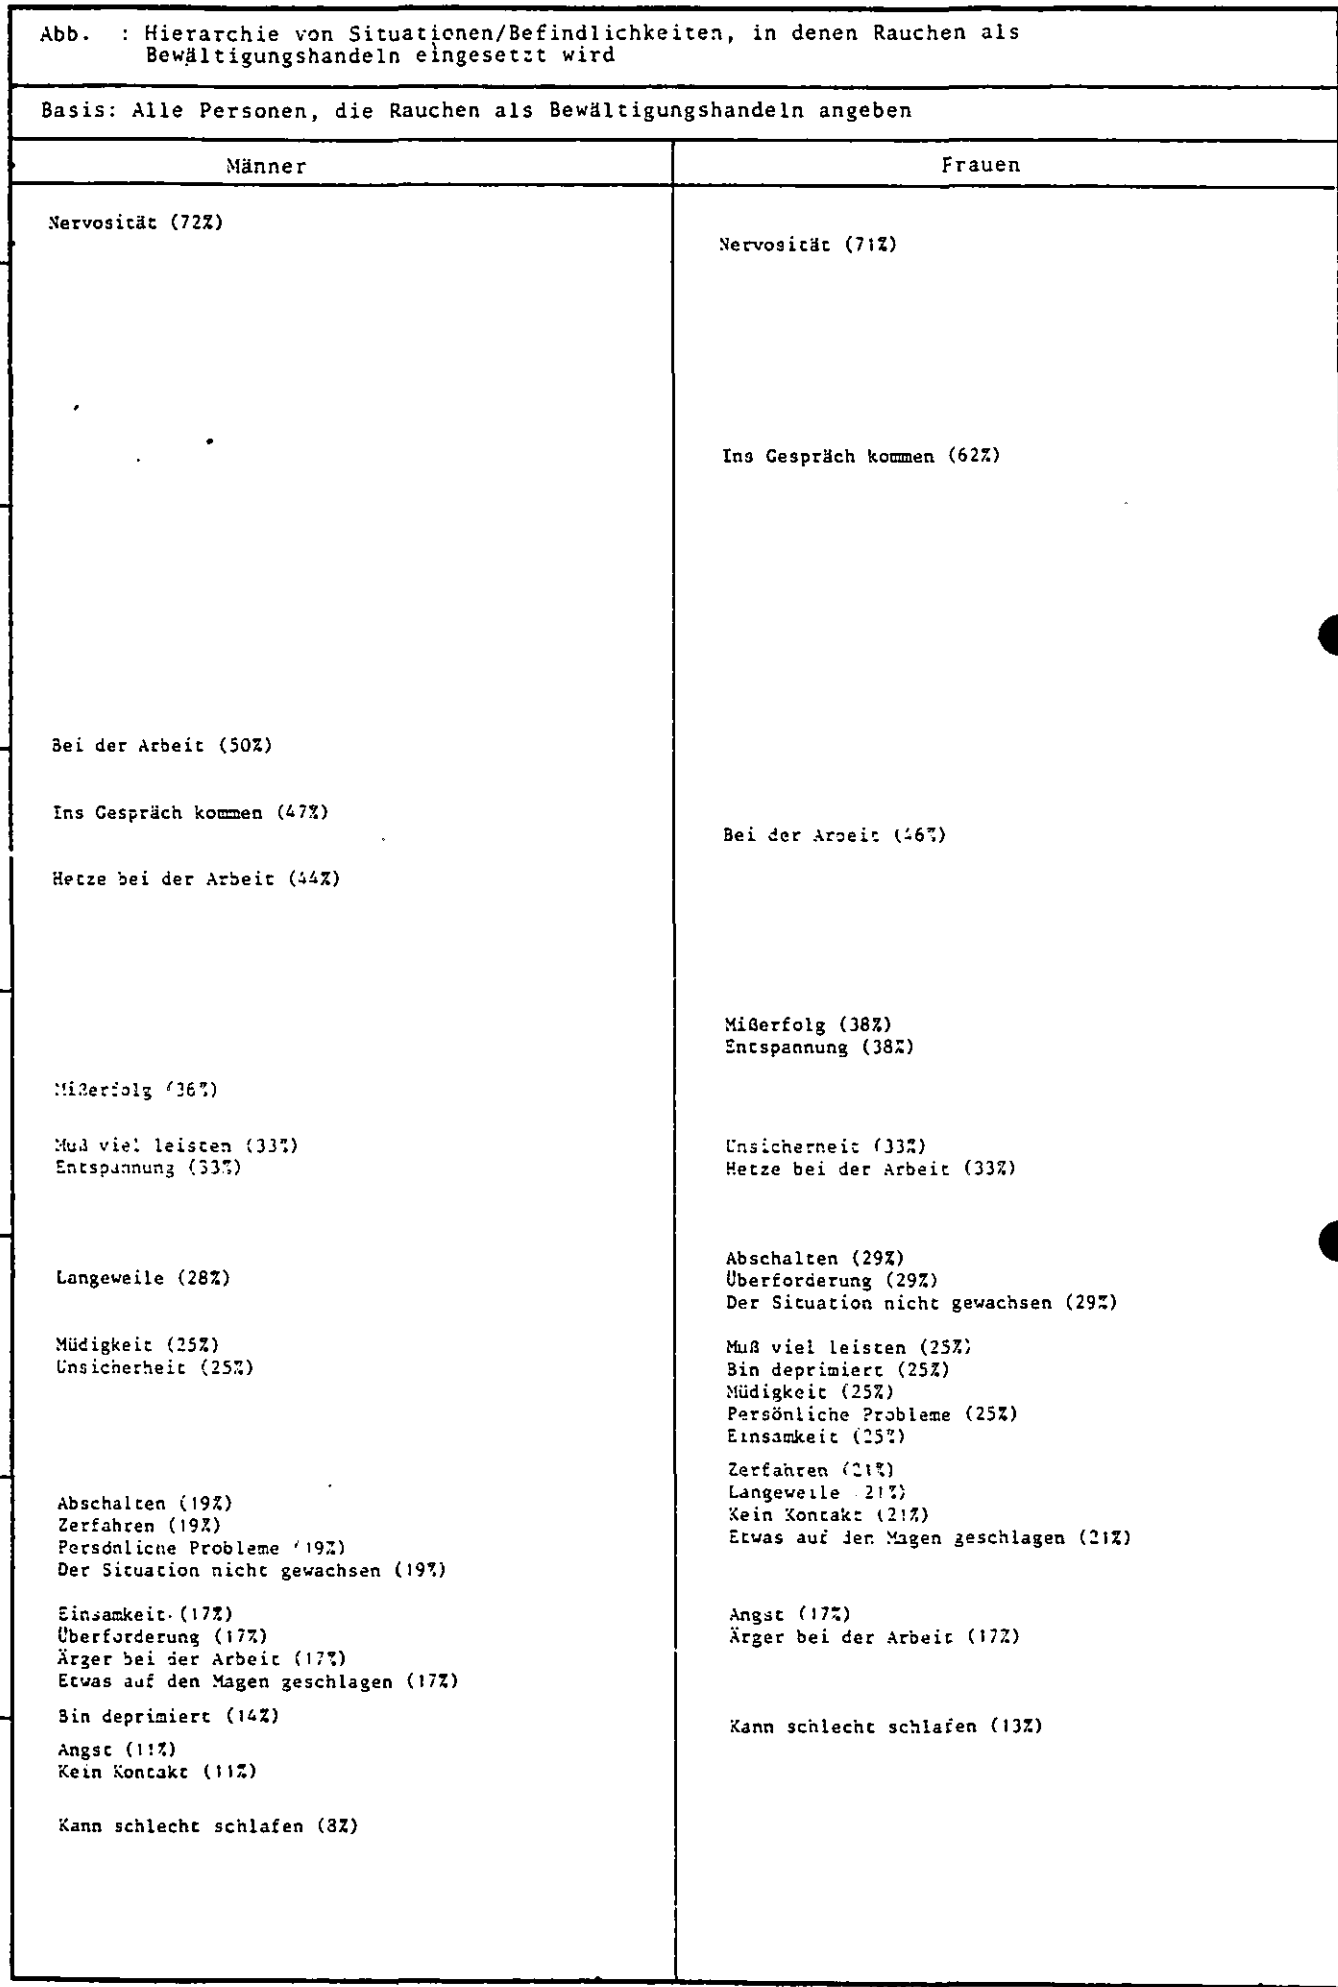 Abb. : Hierarchie von Situationen/Befindlichkeiten, in denen Rauchen als
Bewältigungshandeln eingesetzt wird
Basis: Alle Personen, die Rauchen als Bewältigungshandeln angeben
Männer
Nervosität (72%)
Bei der Arbeit (50%)
Ins Gespräch kommen (47%)
Hetze bei der Arbeit (44%)
Mißerfolg (36%)
Muß viel leisten (33%)
Entspannung (33%)
Langeweile (28%)
Müdigkeit (25%)
Unsicherheit (25%)
Abschalten (19%)
Zerfahren (19%)
Persönliche Probleme (19%)
Der Situation nicht gewachsen (19%)
Einsamkeit (17%)
Überforderung (17%)
Ärger bei der Arbeit (17%)
Etwas auf den Magen geschlagen (17%)
Bin deprimiert (14%)
Angst (11%)
Kein Kontakt (11%)
Kann schlecht schlafen (8%)
Frauen
Nervosität (71%)
Ins Gespräch kommen (62%)
Bei der Arbeit (46%)
Mißerfolg (38%)
Entspannung (38%)
Unsicherheit (33%)
Hetze bei der Arbeit (33%)
Abschalten (29%)
Überforderung (29%)
Der Situation nicht gewachsen (29%)
Muß viel leisten (25%)
Bin deprimiert (25%)
Müdigkeit (25%)
Persönliche Probleme (25%)
Einsamkeit (25%)
Zerfahren (21%)
Langeweile (21%)
Kein Kontakt (21%)
Etwas auf den Magen geschlagen (21%)
Angst (17%)
Ärger bei der Arbeit (17%)
Kann schlecht schlafen (13%)